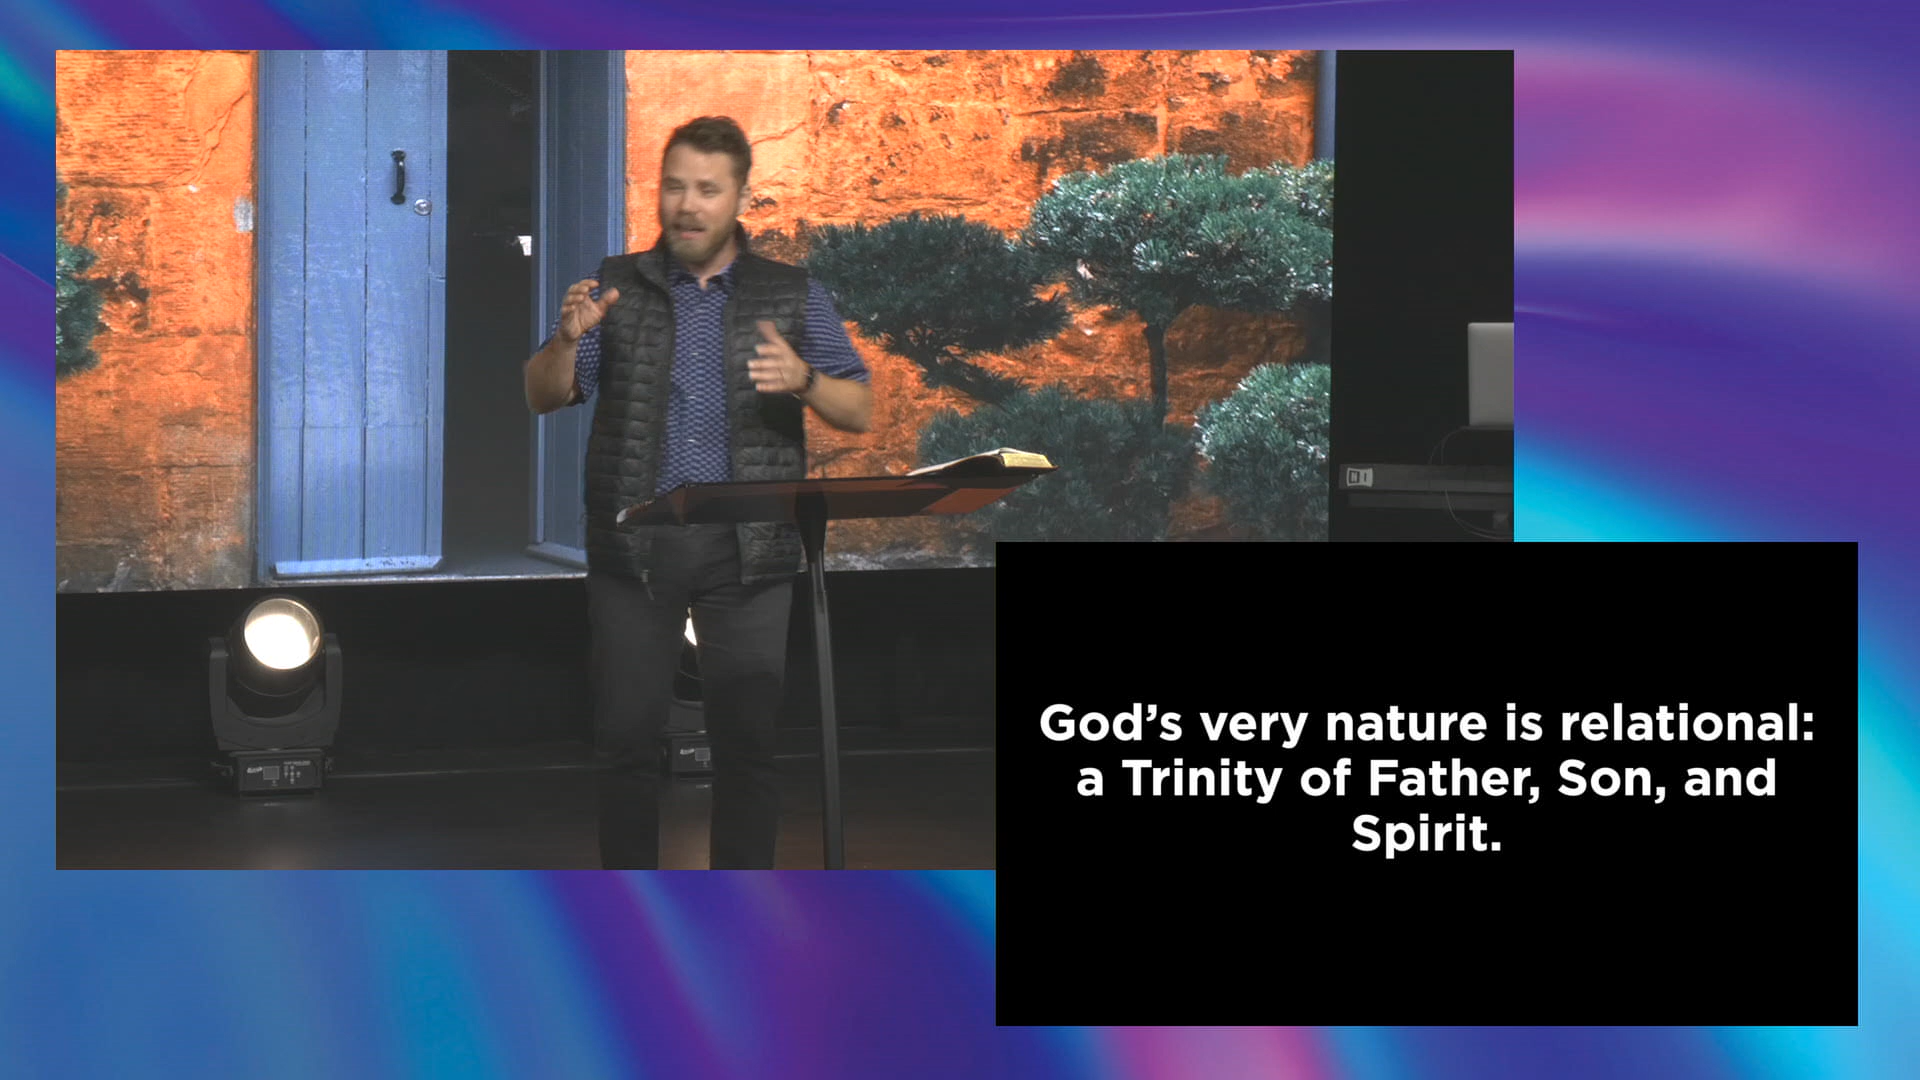 God’s very nature is relational:
a Trinity of Father, Son, and
Spirit.